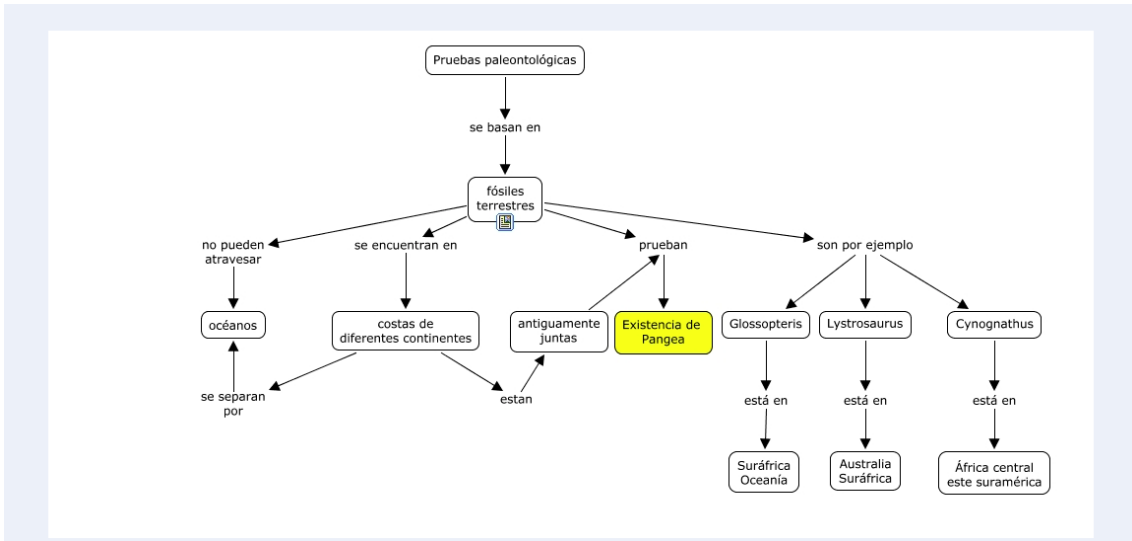 Pruebas paleontológicas
se basan en
fósiles
terrestres
no pueden
atravesar
se encuentran en
prueban
son por ejemplo
océanos
costas de
diferentes continentes
antiguamente
juntas
Existencia de
Pangea
Glossopteris
Lystrosaurus
Cynognathus
se separan
por
estan
está en
está en
está en
Suráfrica
Oceanía
Australia
Suráfrica
África central
este suramérica